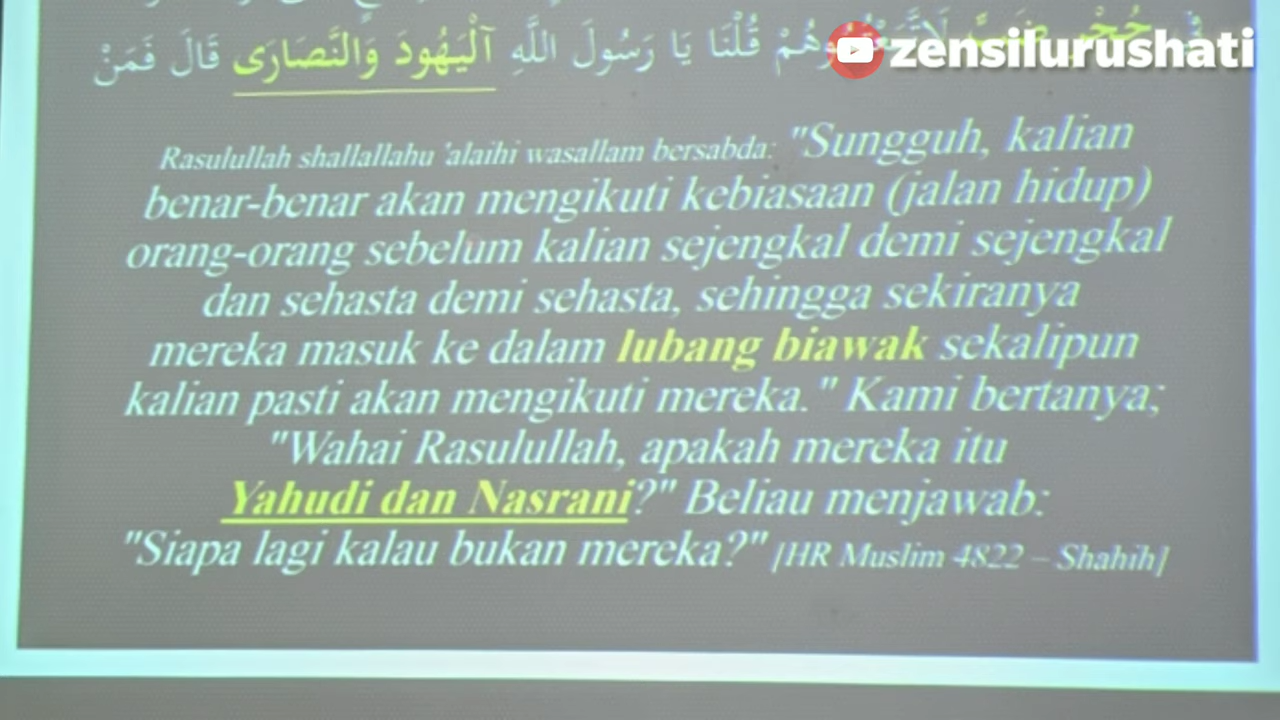 فِي جُحْرِ ضَبٍّ لَاتَّبَعْتُمُوهُمْ قُلْنَا يَا رَسُولَ اللَّهِ آلْيَهُودَ وَالنَّصَارَى قَالَ فَمَنْ
zensilurushati
Rasulullah shallallahu 'alaihi wasallam bersabda: "Sungguh, kalian
benar-benar akan mengikuti kebiasaan (jalan hidup)
orang-orang sebelum kalian sejengkal demi sejengkal
dan sehasta demi sehasta, sehingga sekiranya
mereka masuk ke dalam lubang biawak sekalipun
kalian pasti akan mengikuti mereka." Kami bertanya;
"Wahai Rasulullah, apakah mereka itu
Yahudi dan Nasrani?" Beliau menjawab:
"Siapa lagi kalau bukan mereka?" [HR Muslim 4822 – Shahih]